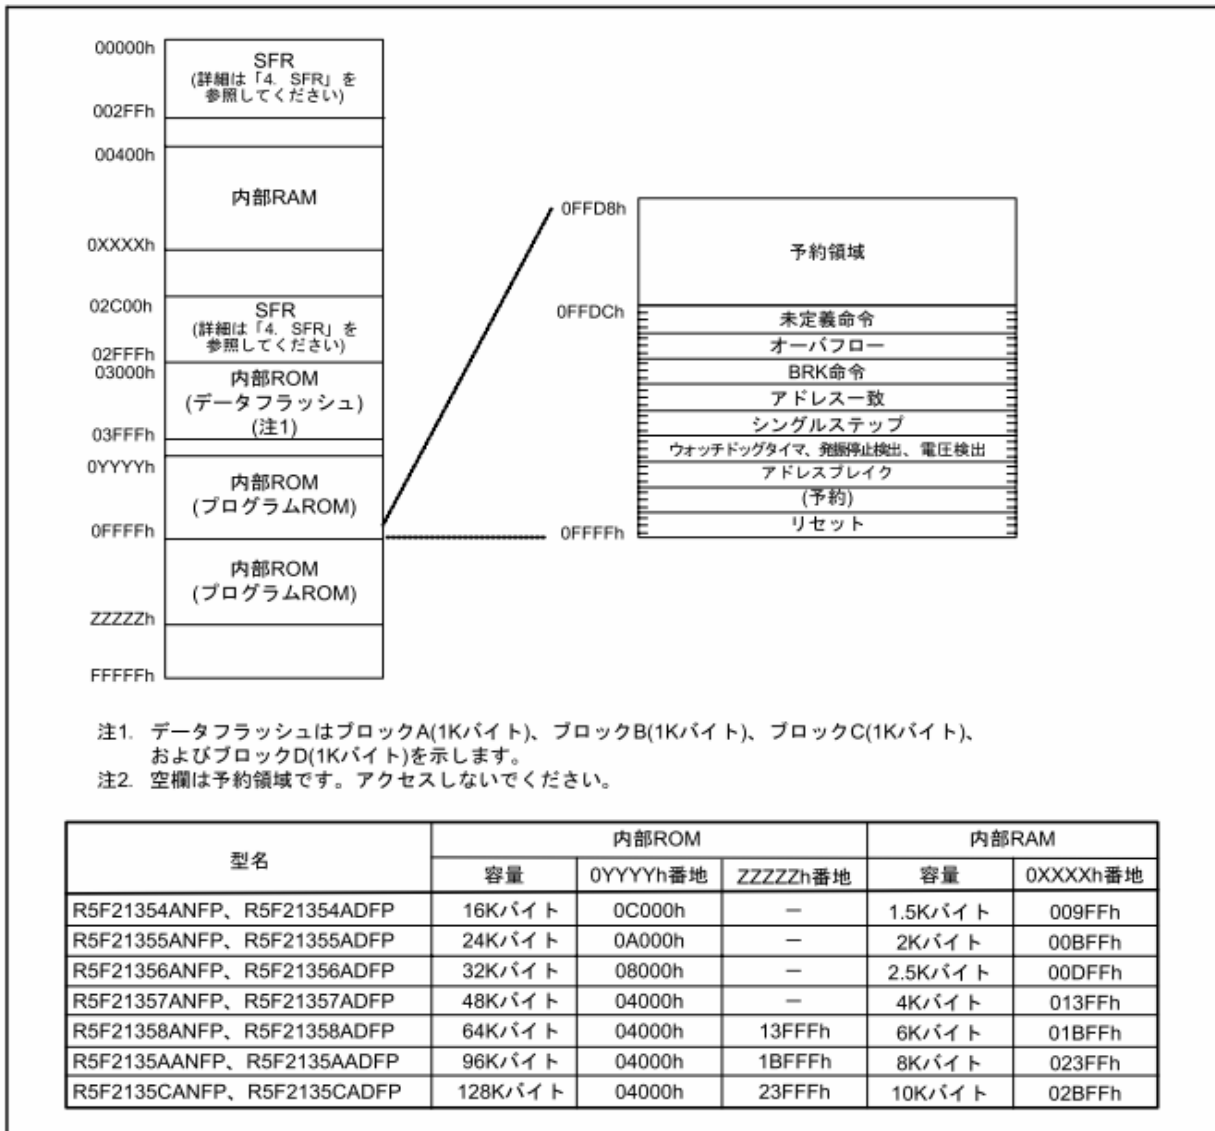 00000h
SFR
(詳細は「4. SFR」を
参照してください)
002FFh
00400h
内部RAM
0XXXXh
02C00h
SFR
(詳細は「4. SFR」を
参照してください)
02FFFh
03000h
内部ROM
(データフラッシュ)
(注1)
03FFFh
0YYYYh
内部ROM
(プログラムROM)
0FFFFh
内部ROM
(プログラムROM)
ZZZZZh
FFFFFh
0FFD8h
予約領域
0FFDCh
未定義命令
オーバフロー
BRK命令
アドレス一致
シングルステップ
ウォッチドッグタイマ、発振停止検出、電圧検出
アドレスブレイク
(予約)
リセット
0FFFFh
注1. データフラッシュはブロックA(1Kバイト)、ブロックB(1Kバイト)、ブロックC(1Kバイト)、
およびブロックD(1Kバイト)を示します。
注2. 空欄は予約領域です。アクセスしないでください。
型名 内部ROM 内部RAM
容量 0YYYYh番地 ZZZZZh番地 容量 0XXXXh番地
R5F21354ANFP、R5F21354ADFP 16Kバイト 0C000h － 1.5Kバイト 009FFh
R5F21355ANFP、R5F21355ADFP 24Kバイト 0A000h － 2Kバイト 00BFFh
R5F21356ANFP、R5F21356ADFP 32Kバイト 08000h － 2.5Kバイト 00DFFh
R5F21357ANFP、R5F21357ADFP 48Kバイト 04000h － 4Kバイト 013FFh
R5F21358ANFP、R5F21358ADFP 64Kバイト 04000h 13FFFh 6Kバイト 01BFFh
R5F2135AANFP、R5F2135AADFP 96Kバイト 04000h 1BFFFh 8Kバイト 023FFh
R5F2135CANFP、R5F2135CADFP 128Kバイト 04000h 23FFFh 10Kバイト 02BFFh